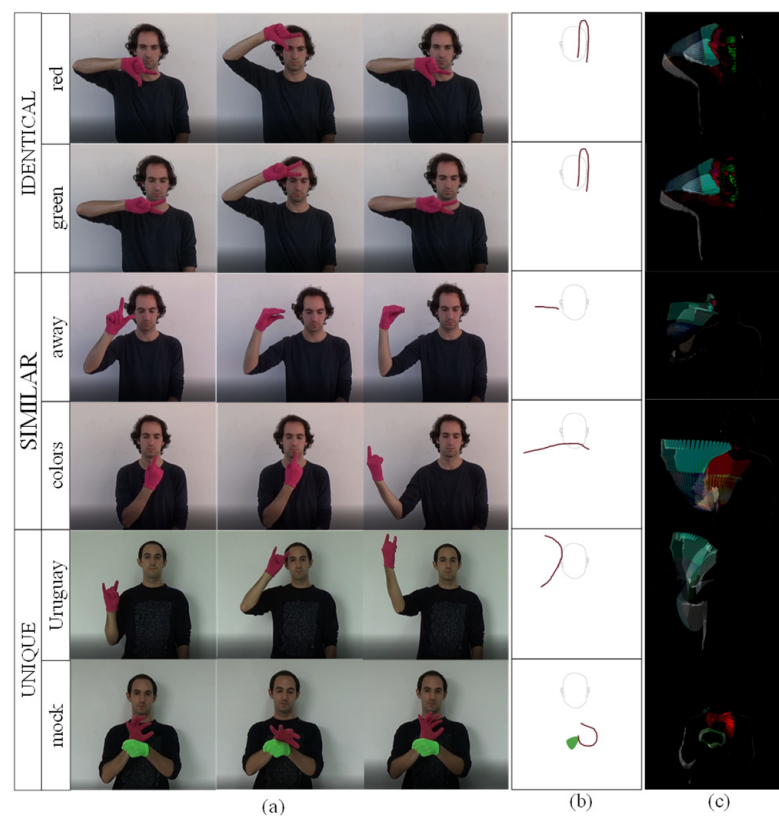 IDENTICAL
red
green
SIMILAR
away
colors
UNIQUE
Uruguay
mock
(a)
(b)
(c)